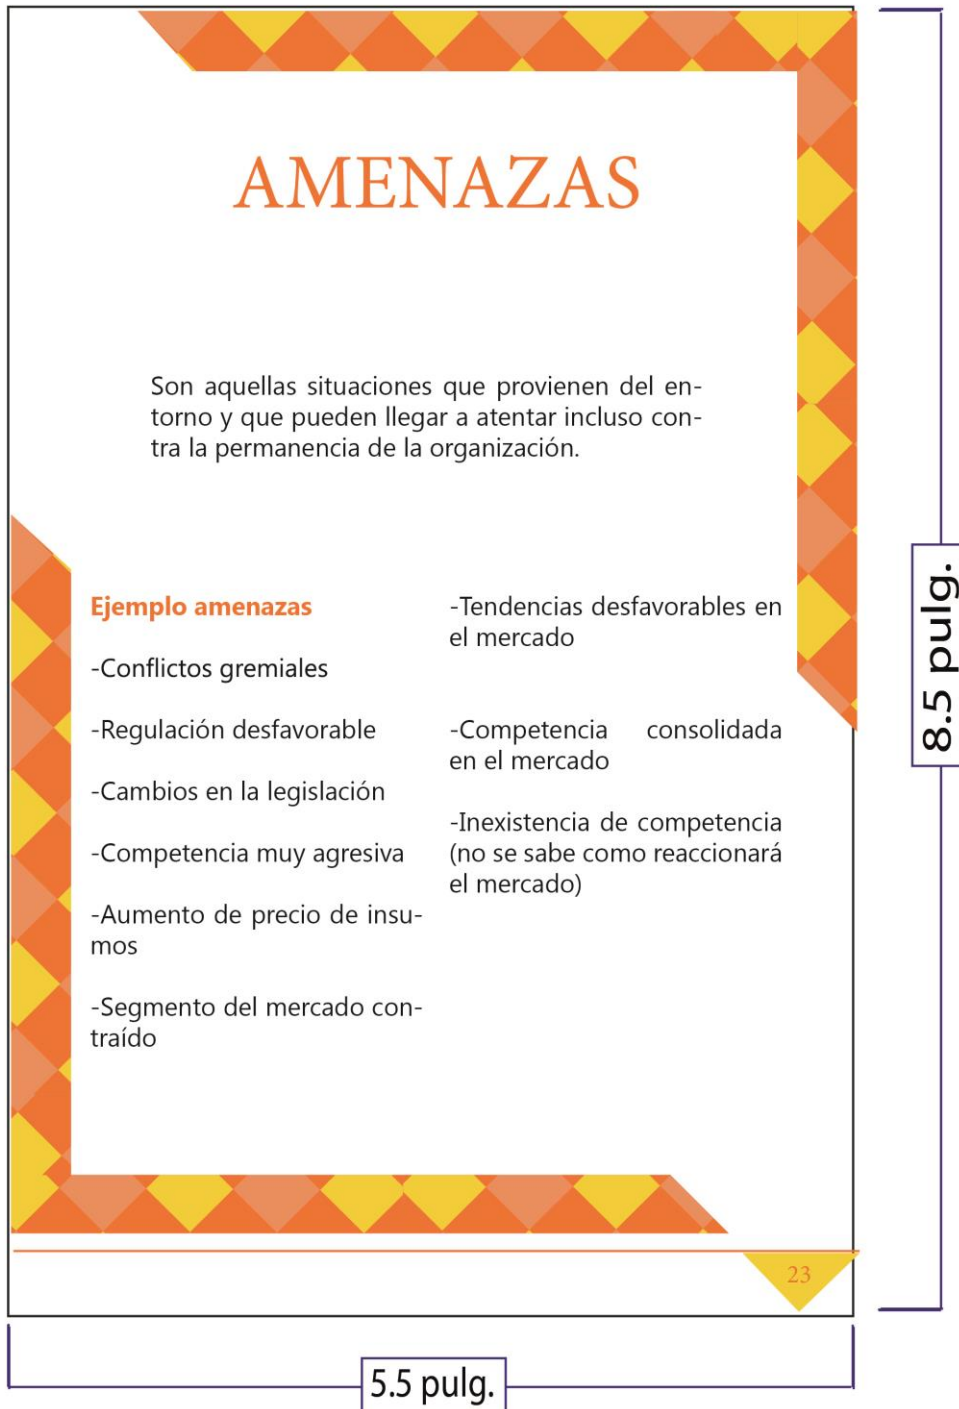 AMENAZAS
Son aquellas situaciones que provienen del en-
torno y que pueden llegar a atentar incluso con-
tra la permanencia de la organización.
Ejemplo amenazas
-Conflictos gremiales
-Regulación desfavorable
-Cambios en la legislación
-Competencia muy agresiva
-Aumento de precio de insu-
mos
-Segmento del mercado con-
traído
-Tendencias desfavorables en
el mercado
-Competencia consolidada
en el mercado
-Inexistencia de competencia
(no se sabe como reaccionará
el mercado)
23
8.5 pulg.
5.5 pulg.